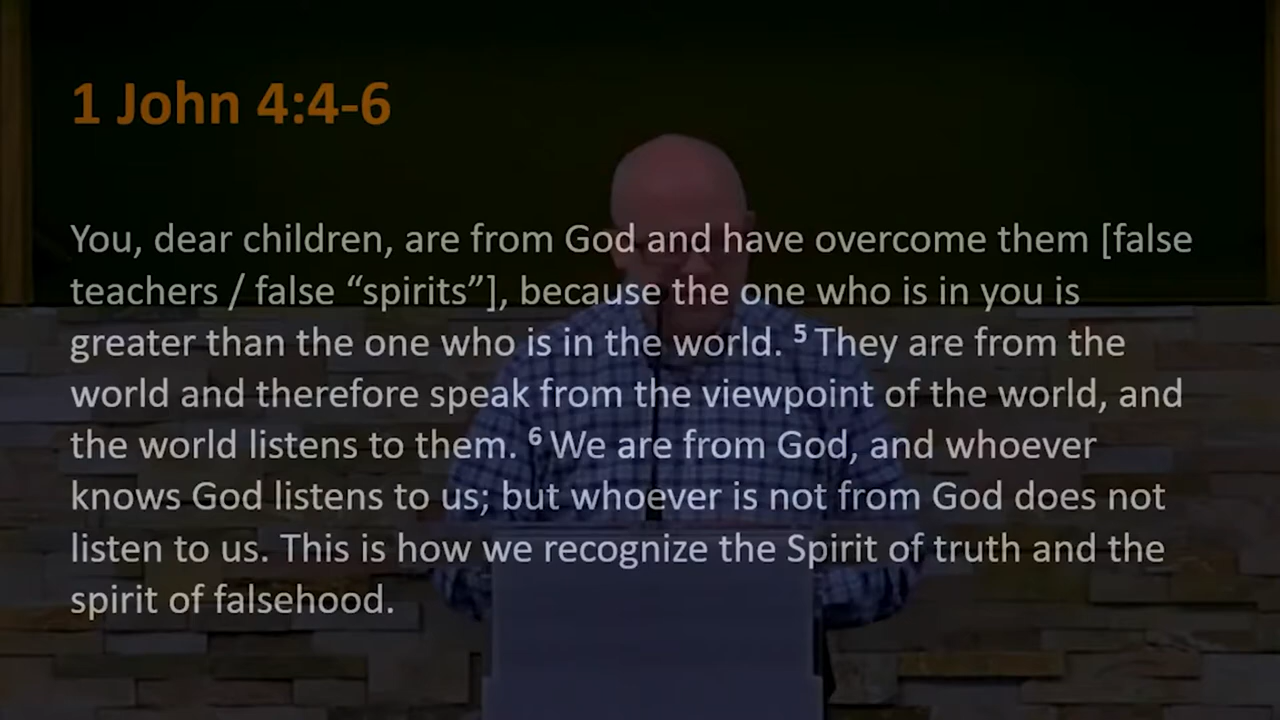 1 John 4:4-6
You, dear children, are from God and have overcome them [false
teachers / false “spirits”], because the one who is in you is
greater than the one who is in the world. ⁵ They are from the
world and therefore speak from the viewpoint of the world, and
the world listens to them. ⁶ We are from God, and whoever
knows God listens to us; but whoever is not from God does not
listen to us. This is how we recognize the Spirit of truth and the
spirit of falsehood.